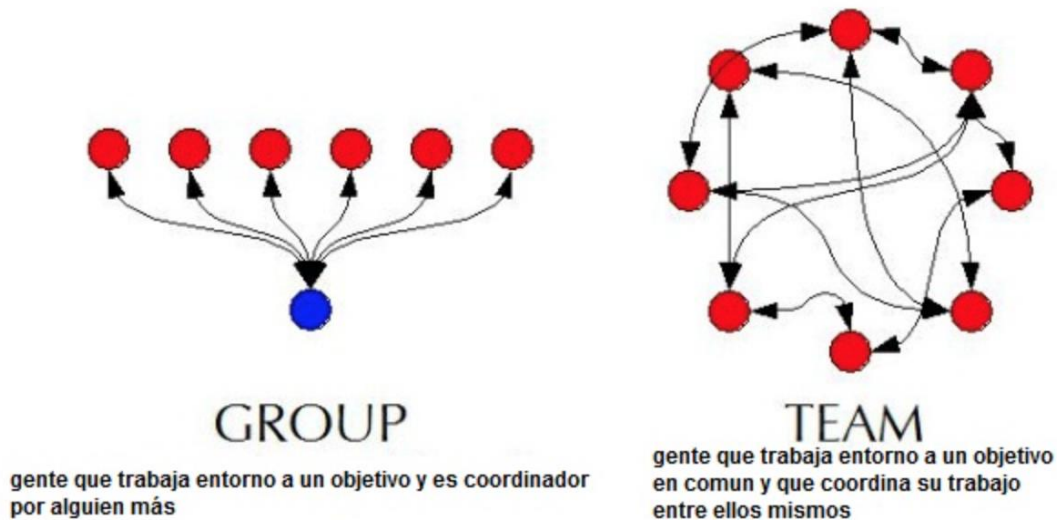 GROUP
gente que trabaja entorno a un objetivo y es coordinador
por alguien más
TEAM
gente que trabaja entorno a un objetivo
en comun y que coordina su trabajo
entre ellos mismos